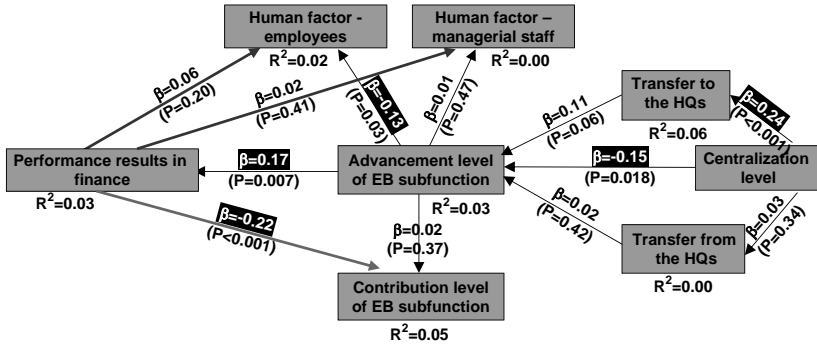 Human factor -
employees
R²=0.02
Human factor –
managerial staff
R²=0.00
β=0.06
(P=0.20)
β=0.02
(P=0.41)
β=-0.13
(P=0.03)
β=0.01
(P=0.47)
β=0.11
(P=0.06)
Transfer to
the HQs
R²=0.06
β=0.24
(P<0.001)
Performance results in
finance
R²=0.03
β=0.17
(P=0.007)
Advancement level
of EB subfunction
R²=0.03
β=-0.15
(P=0.018)
Centralization
level
β=-0.22
(P<0.001)
β=0.02
(P=0.37)
β=0.02
(P=0.42)
Transfer from
the HQs
R²=0.00
β=0.03
(P=0.34)
Contribution level
of EB subfunction
R²=0.05